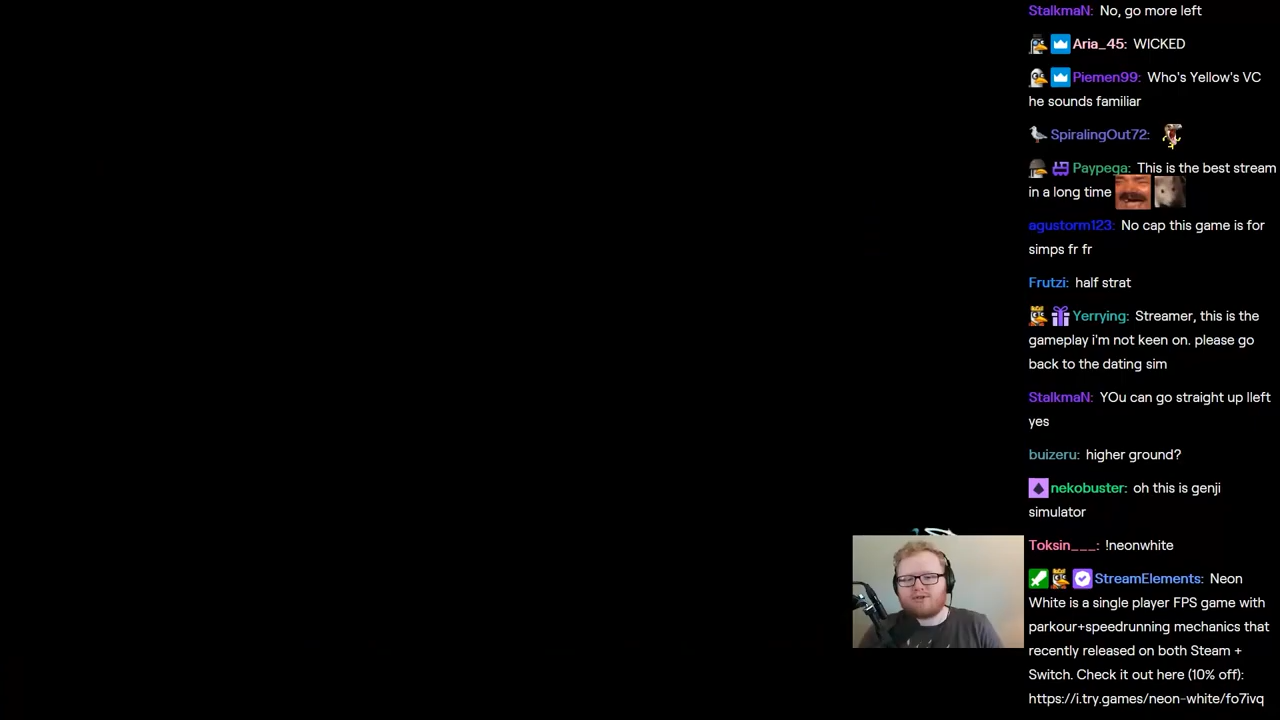 StalkmaN: No, go more left
Aria_45: WICKED
Piemen99: Who's Yellow's VC
he sounds familiar
SpiralingOut72:
Paypega: This is the best stream
in a long time
agustorm123: No cap this game is for
simps fr fr
Frutzi: half strat
Yerrying: Streamer, this is the
gameplay i'm not keen on. please go
back to the dating sim
StalkmaN: YOu can go straight up lleft
yes
buizeru: higher ground?
nekobuster: oh this is genji
simulator
Toksin___: !neonwhite
StreamElements: Neon
White is a single player FPS game with
parkour+speedrunning mechanics that
recently released on both Steam +
Switch. Check it out here (10% off):
https://i.try.games/neon-white/fo7ivq